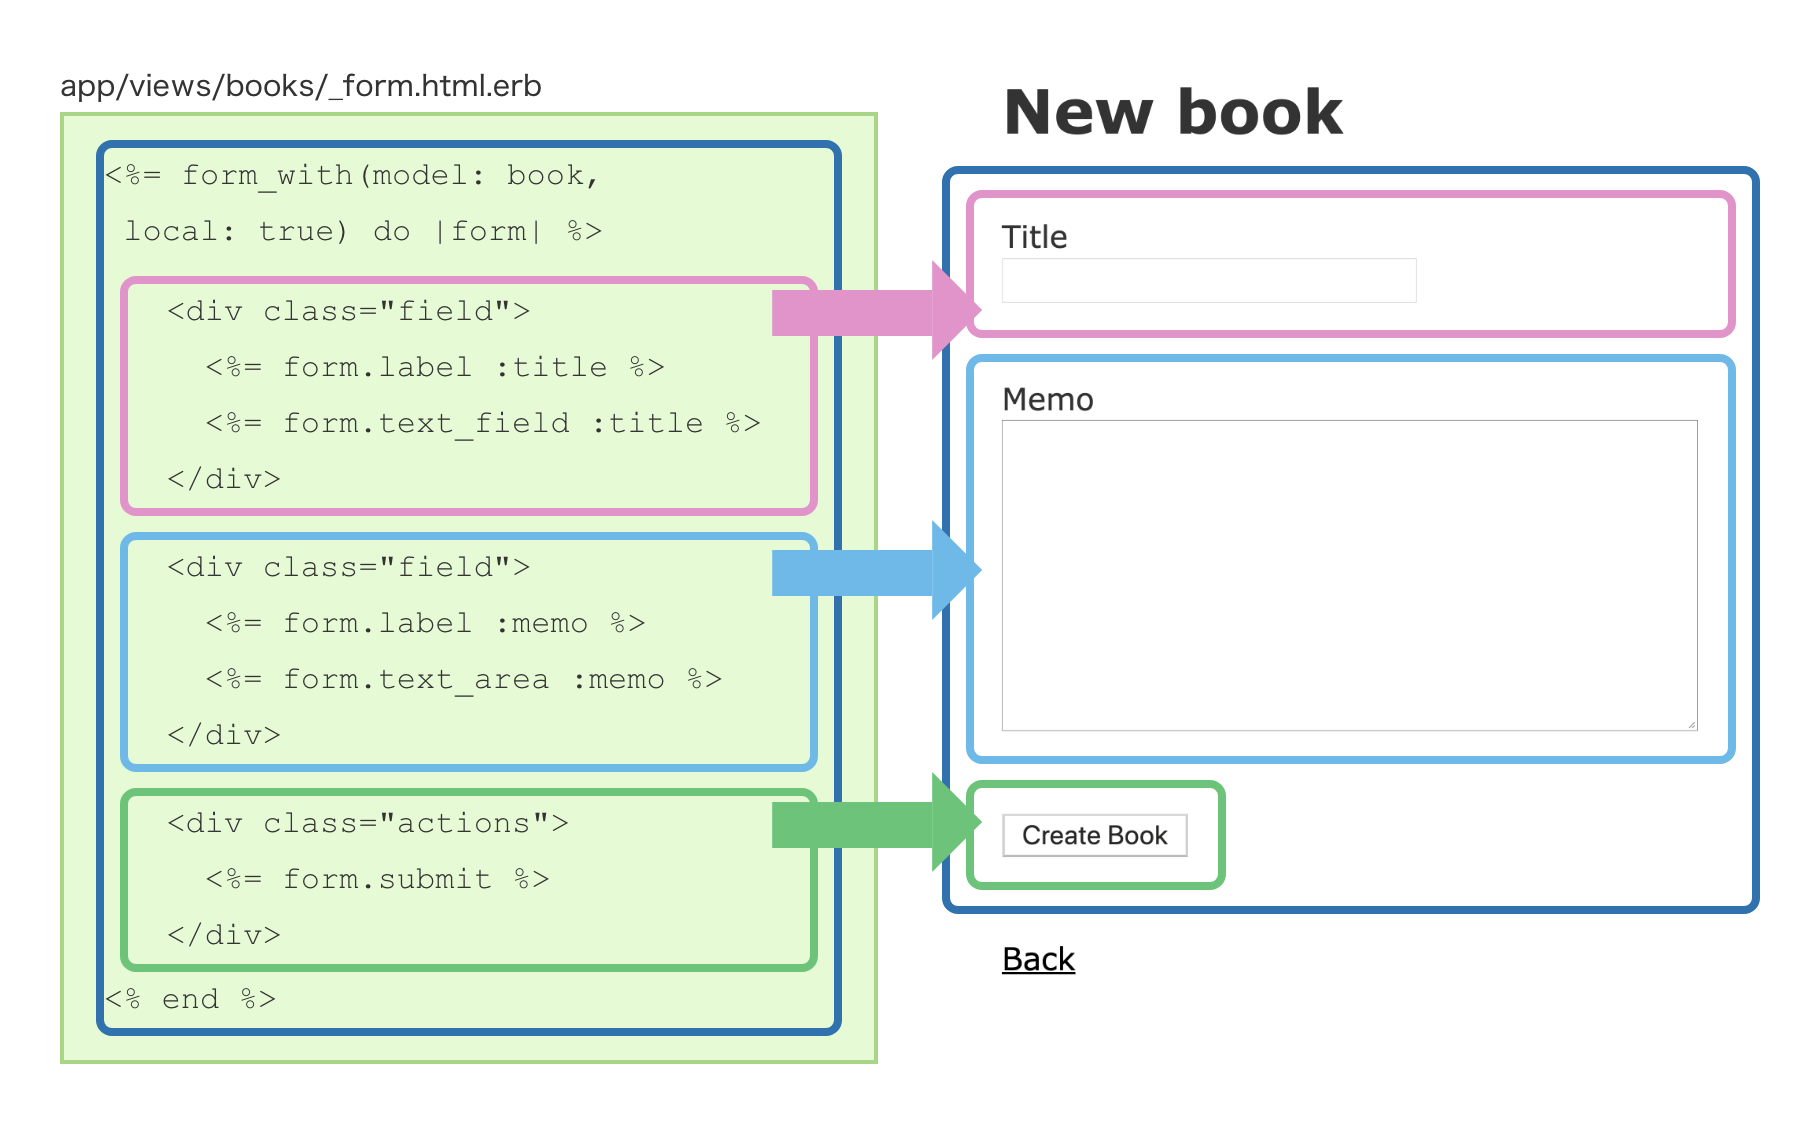 app/views/books/_form.html.erb
<%= form_with(model: book,
local: true) do |form| %>
<div class="field">
<%= form.label :title %>
<%= form.text_field :title %>
</div>
<div class="field">
<%= form.label :memo %>
<%= form.text_area :memo %>
</div>
<div class="actions">
<%= form.submit %>
</div>
<% end %>
New book
Title
Memo
Create Book
Back